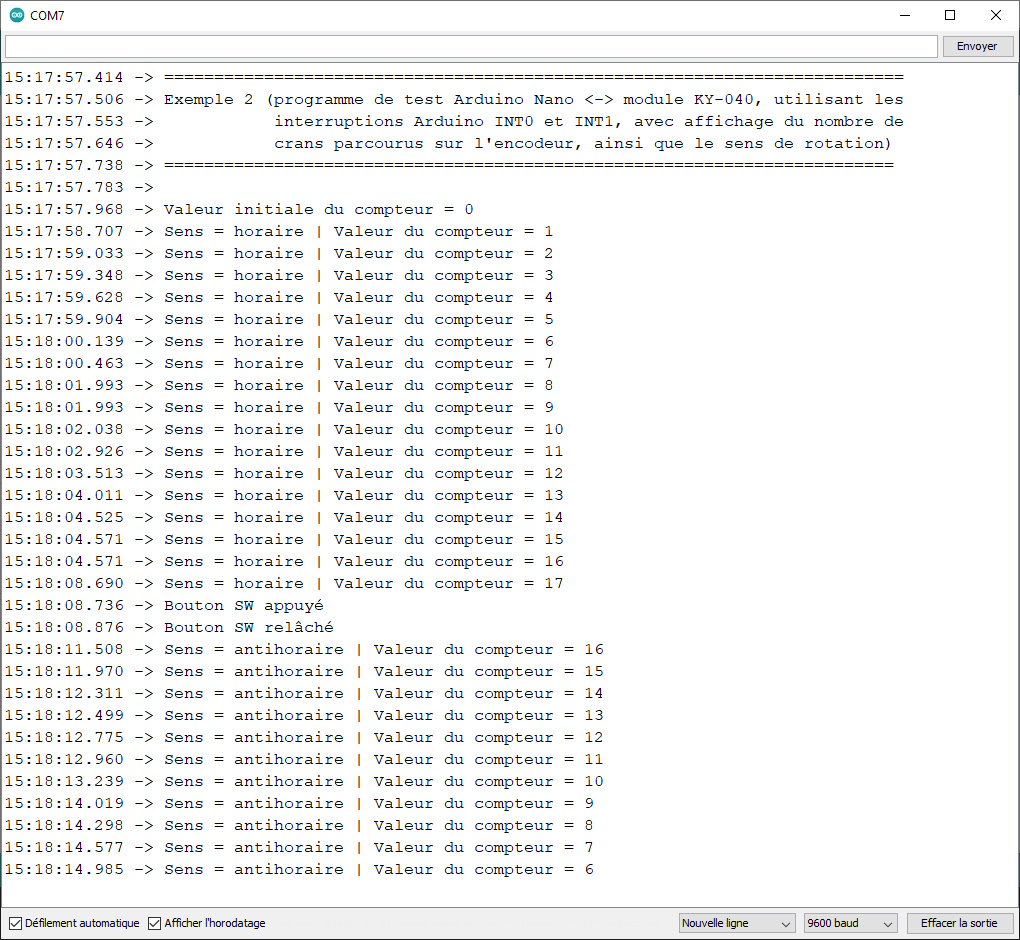 COM7
Envoyer
15:17:57.414 -> ==========================================================================
15:17:57.506 -> Exemple 2 (programme de test Arduino Nano <-> module KY-040, utilisant les
15:17:57.553 ->            interruptions Arduino INT0 et INT1, avec affichage du nombre de
15:17:57.646 ->            crans parcourus sur l'encodeur, ainsi que le sens de rotation)
15:17:57.738 -> =========================================================================
15:17:57.783 ->
15:17:57.968 -> Valeur initiale du compteur = 0
15:17:58.707 -> Sens = horaire | Valeur du compteur = 1
15:17:59.033 -> Sens = horaire | Valeur du compteur = 2
15:17:59.348 -> Sens = horaire | Valeur du compteur = 3
15:17:59.628 -> Sens = horaire | Valeur du compteur = 4
15:17:59.904 -> Sens = horaire | Valeur du compteur = 5
15:18:00.139 -> Sens = horaire | Valeur du compteur = 6
15:18:00.463 -> Sens = horaire | Valeur du compteur = 7
15:18:01.993 -> Sens = horaire | Valeur du compteur = 8
15:18:01.993 -> Sens = horaire | Valeur du compteur = 9
15:18:02.038 -> Sens = horaire | Valeur du compteur = 10
15:18:02.926 -> Sens = horaire | Valeur du compteur = 11
15:18:03.513 -> Sens = horaire | Valeur du compteur = 12
15:18:04.011 -> Sens = horaire | Valeur du compteur = 13
15:18:04.525 -> Sens = horaire | Valeur du compteur = 14
15:18:04.571 -> Sens = horaire | Valeur du compteur = 15
15:18:04.571 -> Sens = horaire | Valeur du compteur = 16
15:18:08.690 -> Sens = horaire | Valeur du compteur = 17
15:18:08.736 -> Bouton SW appuyé
15:18:08.876 -> Bouton SW relâché
15:18:11.508 -> Sens = antihoraire | Valeur du compteur = 16
15:18:11.970 -> Sens = antihoraire | Valeur du compteur = 15
15:18:12.311 -> Sens = antihoraire | Valeur du compteur = 14
15:18:12.499 -> Sens = antihoraire | Valeur du compteur = 13
15:18:12.775 -> Sens = antihoraire | Valeur du compteur = 12
15:18:12.960 -> Sens = antihoraire | Valeur du compteur = 11
15:18:13.239 -> Sens = antihoraire | Valeur du compteur = 10
15:18:14.019 -> Sens = antihoraire | Valeur du compteur = 9
15:18:14.298 -> Sens = antihoraire | Valeur du compteur = 8
15:18:14.577 -> Sens = antihoraire | Valeur du compteur = 7
15:18:14.985 -> Sens = antihoraire | Valeur du compteur = 6
Défilement automatique Afficher l'horodatage Nouvelle ligne 9600 baud Effacer la sortie